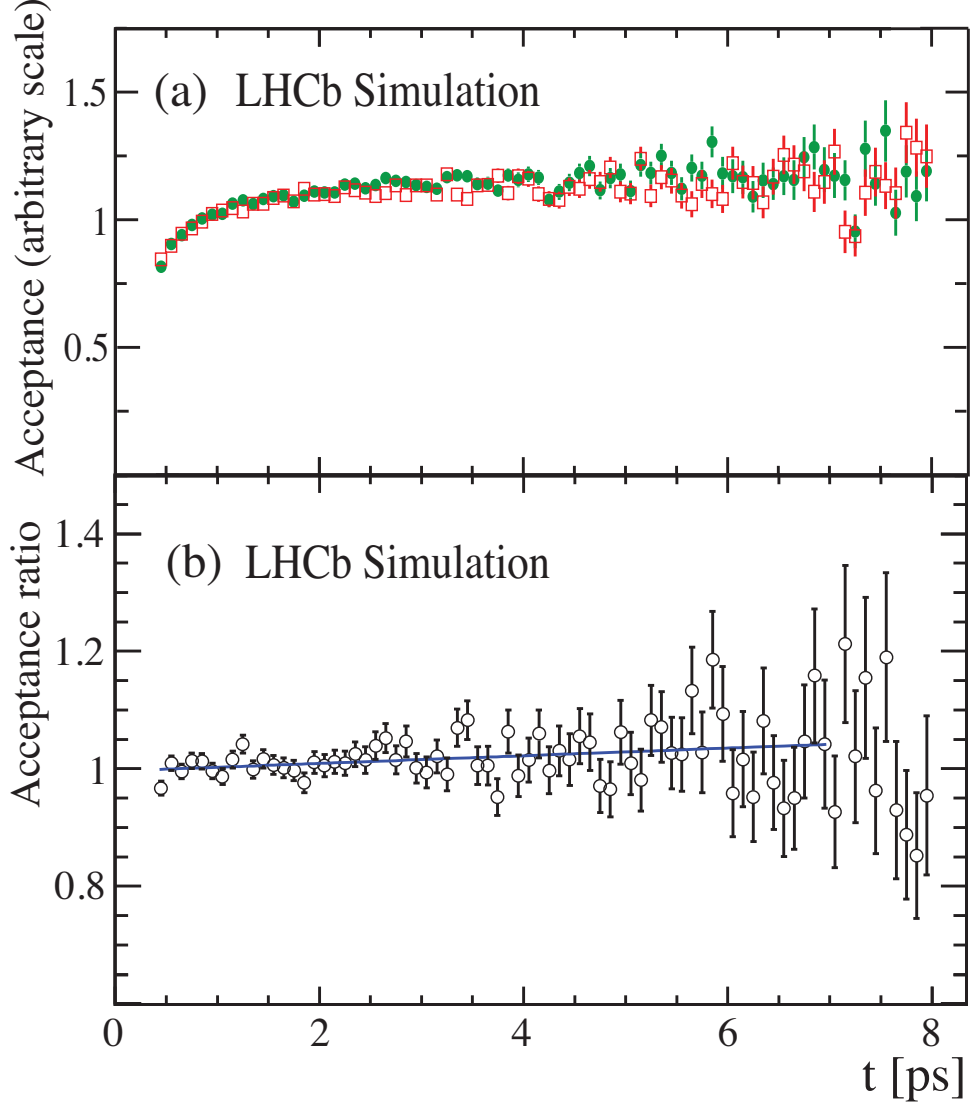 Acceptance (arbitrary scale)
(a) LHCb Simulation
1.5
1
0.5
Acceptance ratio
(b) LHCb Simulation
1.4
1.2
1
0.8
0 2 4 6 8
t [ps]